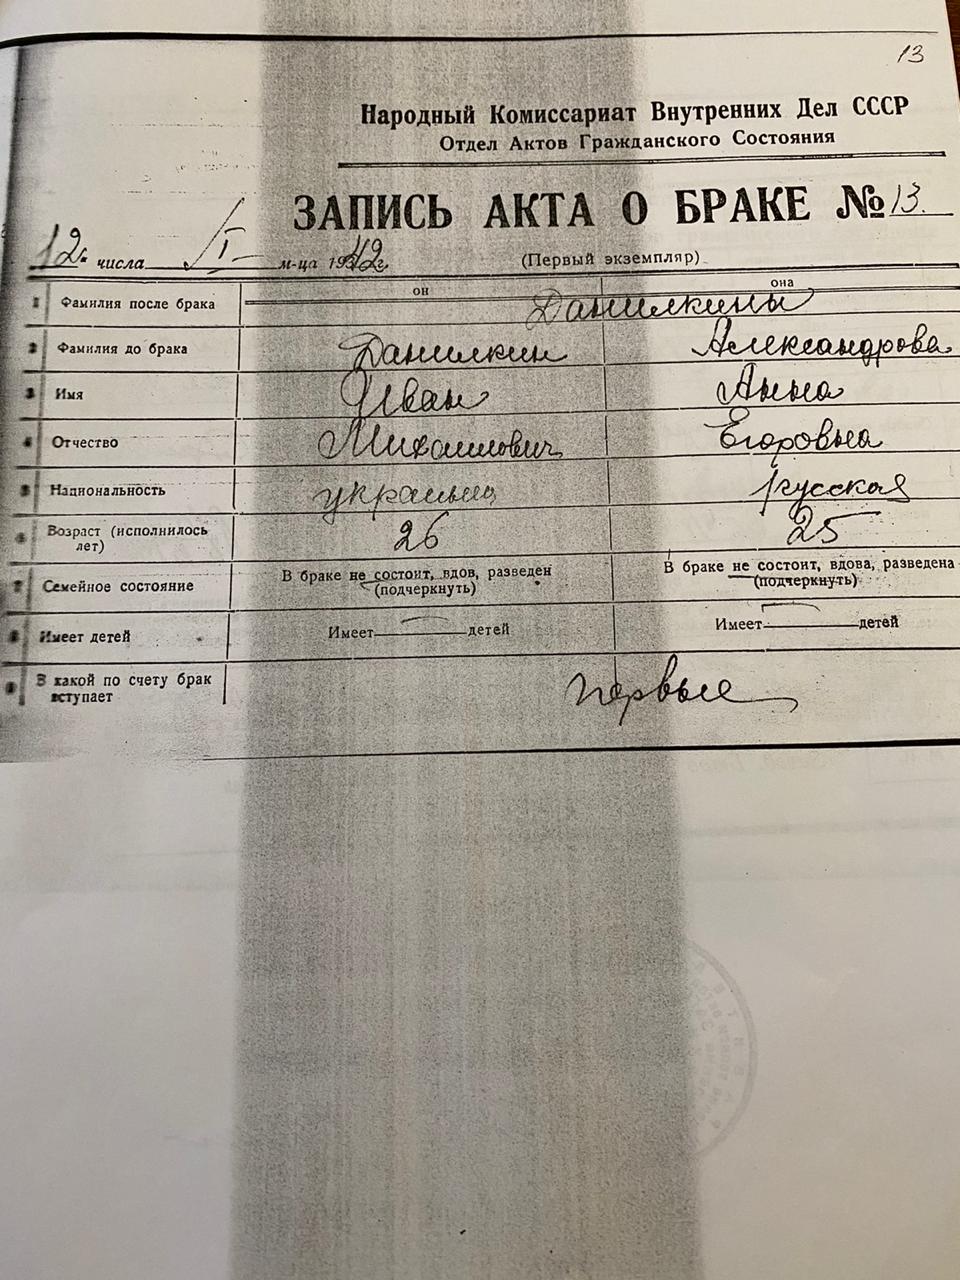 13
Народный Комиссариат Внутренних Дел СССР
Отдел Актов Гражданского Состояния
ЗАПИСЬ АКТА О БРАКЕ № 13.
12. числа I м-ца 1942г. (Первый экземпляр)
он она
1 Фамилия после брака Данилкины
2 Фамилия до брака Данилкин Александрова
3 Имя Иван Анна
4 Отчество Михаилович Егоровна
5 Национальность украинец русская
6 Возраст (исполнилось лет) 26 25
7 Семейное состояние В браке не состоит, вдов, разведен (подчеркнуть) В браке не состоит, вдова, разведена (подчеркнуть)
8 Имеет детей Имеет — детей Имеет — детей
9 В какой по счету брак вступает первые